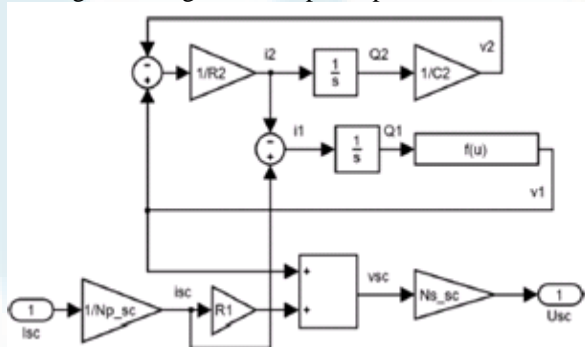 v2
i2
Q2
-
+
1/R2
1
s
1/C2
-
+
i1
Q1
1
s
f(u)
v1
1
Isc
1/Np_sc
isc
R1
+
+
vsc
Ns_sc
1
Usc